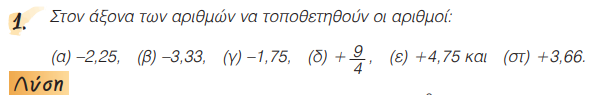 1. Στον άξονα των αριθμών να τοποθετηθούν οι αριθμοί:
(α) –2,25, (β) –3,33, (γ) –1,75, (δ) +9/4, (ε) +4,75 και (στ) +3,66.
Λύση